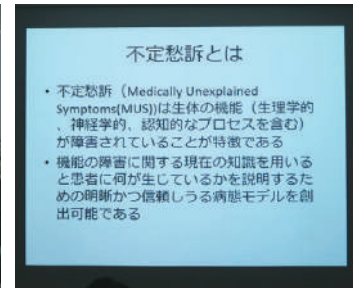 不定愁訴とは
• 不定愁訴（Medically Unexplained
Symptoms(MUS))は生体の機能（生理学的
、神経学的、認知的なプロセスを含む）
が障害されていることが特徴である
• 機能の障害に関する現在の知識を用いる
と患者に何が生じているかを説明するた
めの明晰かつ信頼しうる病態モデルを創
出可能である